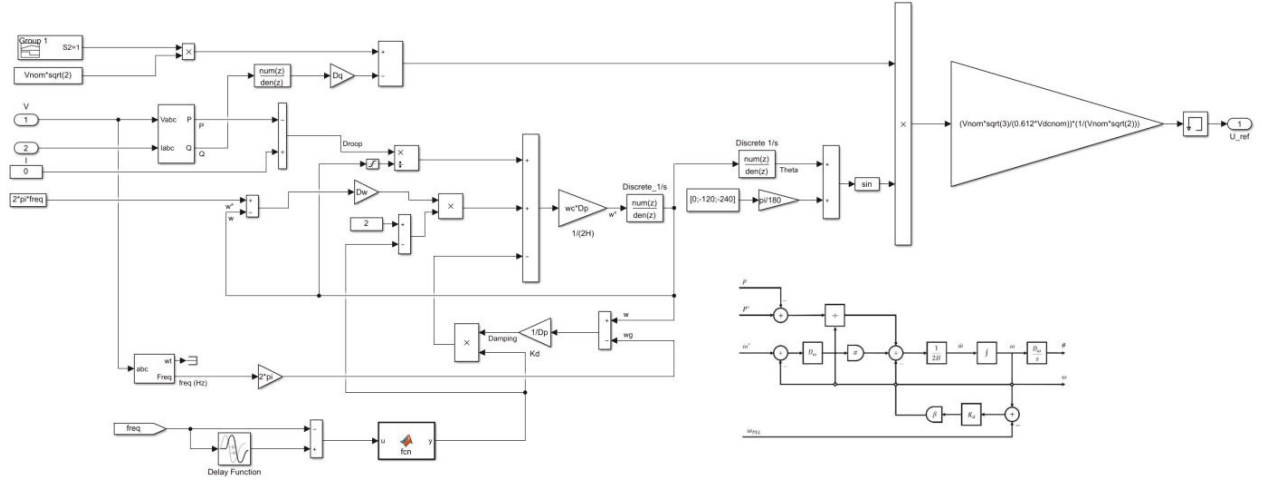 Group 1
S2=1
×
+
−
Vnom*sqrt(2)
num(z)
den(z)
Dq
V
1
Vabc
P
P
Iabc
Q
Q
2
I
0
−
+
Droop
×
÷
2*pi*freq
w*
w
+
−
Dw
×
2
+
−
+
+
−
wc*Dp
1/(2H)
w"
Discrete_1/s
num(z)
den(z)
Discrete 1/s
num(z)
den(z)
Theta
[0;-120;-240]
pi/180
+
+
sin
×
(Vnom*sqrt(3)/(0.612*Vdcnom))*(1/(Vnom*sqrt(2)))
1
U_ref
w
wg
+
−
1/Dp
Damping
Kd
×
abc
wt
Freq
freq (Hz)
2*pi
freq
Delay Function
−
+
u
fcn
y
P
−
P*
+
÷
ω*
+
−
α
+
−
1
2H
ω̇
∫
ω
s
θ
ω
β
K
+
−
ω PLL